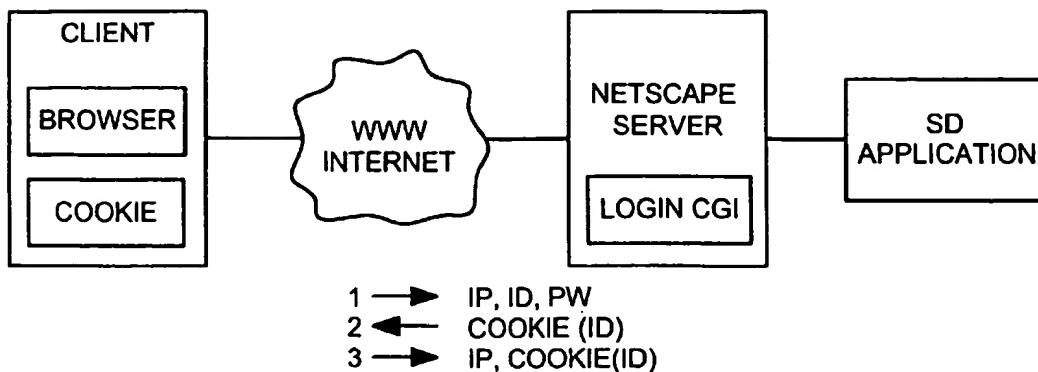 CLIENT
BROWSER
COOKIE
WWW
INTERNET
NETSCAPE
SERVER
LOGIN CGI
SD
APPLICATION
1 → IP, ID, PW
2 ← COOKIE (ID)
3 → IP, COOKIE(ID)